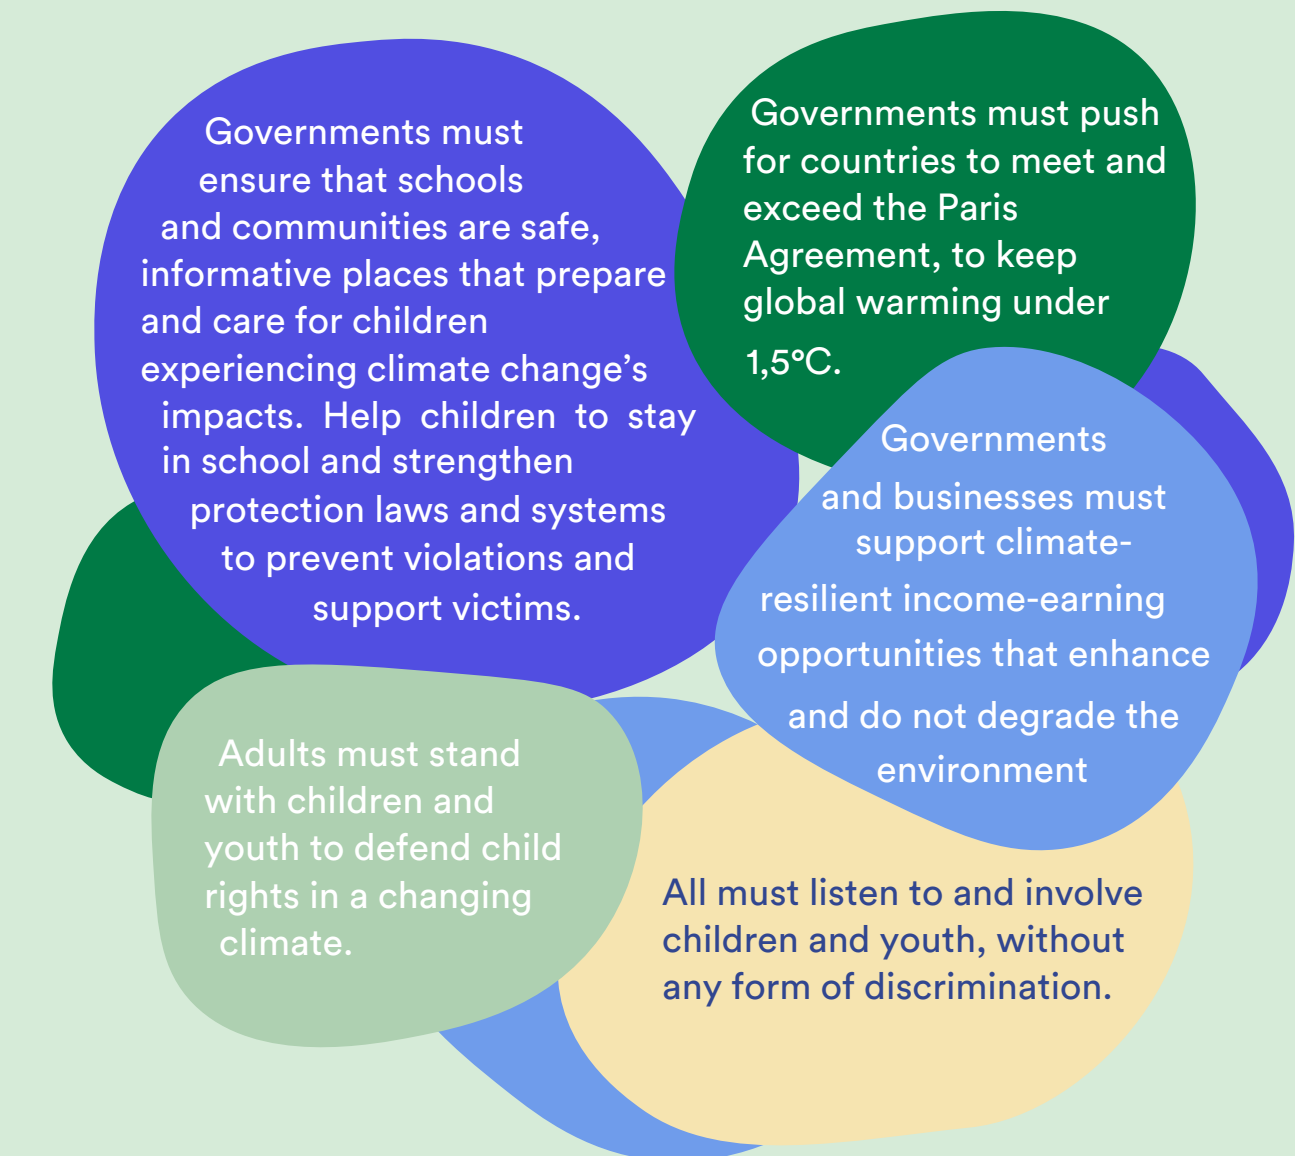 Governments must
ensure that schools
and communities are safe,
informative places that prepare
and care for children
experiencing climate change’s
impacts. Help children to stay
in school and strengthen
protection laws and systems
to prevent violations and
support victims.
Governments must push
for countries to meet and
exceed the Paris
Agreement, to keep
global warming under
1,5°C.
Governments
and businesses must
support climate-
resilient income-earning
opportunities that enhance
and do not degrade the
environment
Adults must stand
with children and
youth to defend child
rights in a changing
climate.
All must listen to and involve
children and youth, without
any form of discrimination.